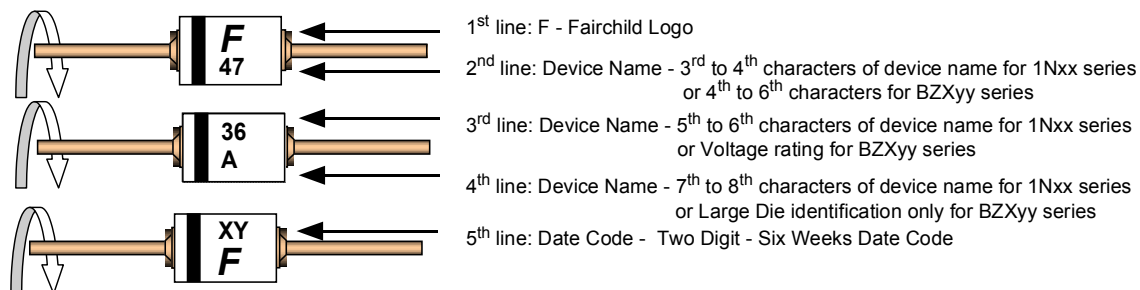 F
47
36
A
XY
F
1st line: F - Fairchild Logo
2nd line: Device Name - 3rd to 4th characters of device name for 1Nxx series
or 4th to 6th characters for BZXyy series
3rd line: Device Name - 5th to 6th characters of device name for 1Nxx series
or Voltage rating for BZXyy series
4th line: Device Name - 7th to 8th characters of device name for 1Nxx series
or Large Die identification only for BZXyy series
5th line: Date Code - Two Digit - Six Weeks Date Code